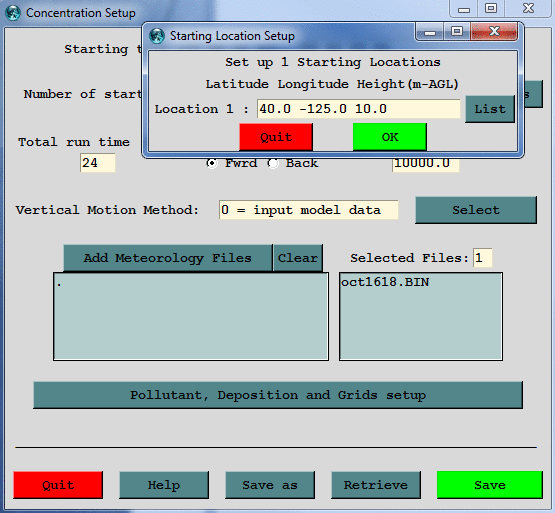 Concentration Setup
Starting Location Setup
Starting t
Set up 1 Starting Locations
Latitude Longitude Height(m-AGL)
Number of start
Location 1 : 40.0 -125.0 10.0 List
s
Quit OK
Total run time
24 Fwrd Back 10000.0
Vertical Motion Method: 0 = input model data Select
Add Meteorology Files Clear Selected Files: 1
. oct1618.BIN
Pollutant, Deposition and Grids setup
Quit Help Save as Retrieve Save